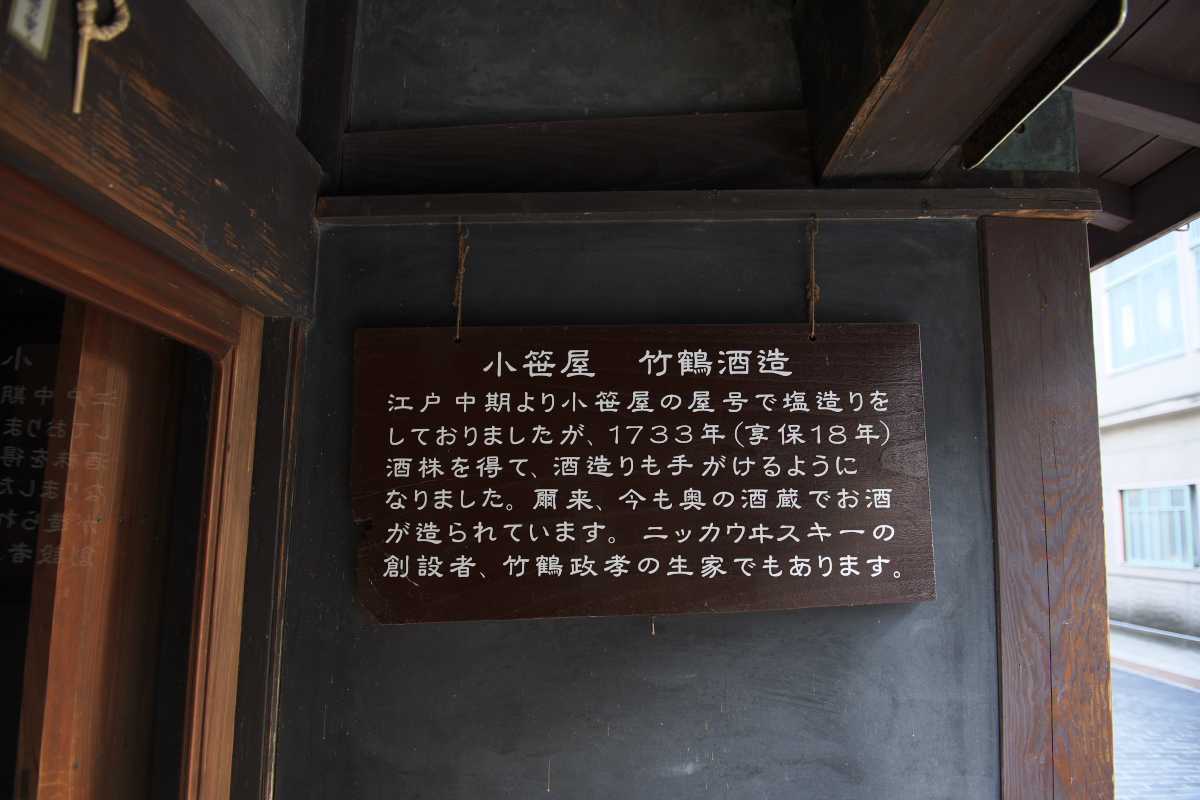 小笹屋　竹鶴酒造
江戸中期より小笹屋の屋号で塩造りを
しておりましたが、1733年(享保18年)
酒株を得て、酒造りも手がけるように
なりました。爾来、今も奥の酒蔵でお酒
が造られています。ニッカウヰスキーの
創設者、竹鶴政孝の生家でもあります。